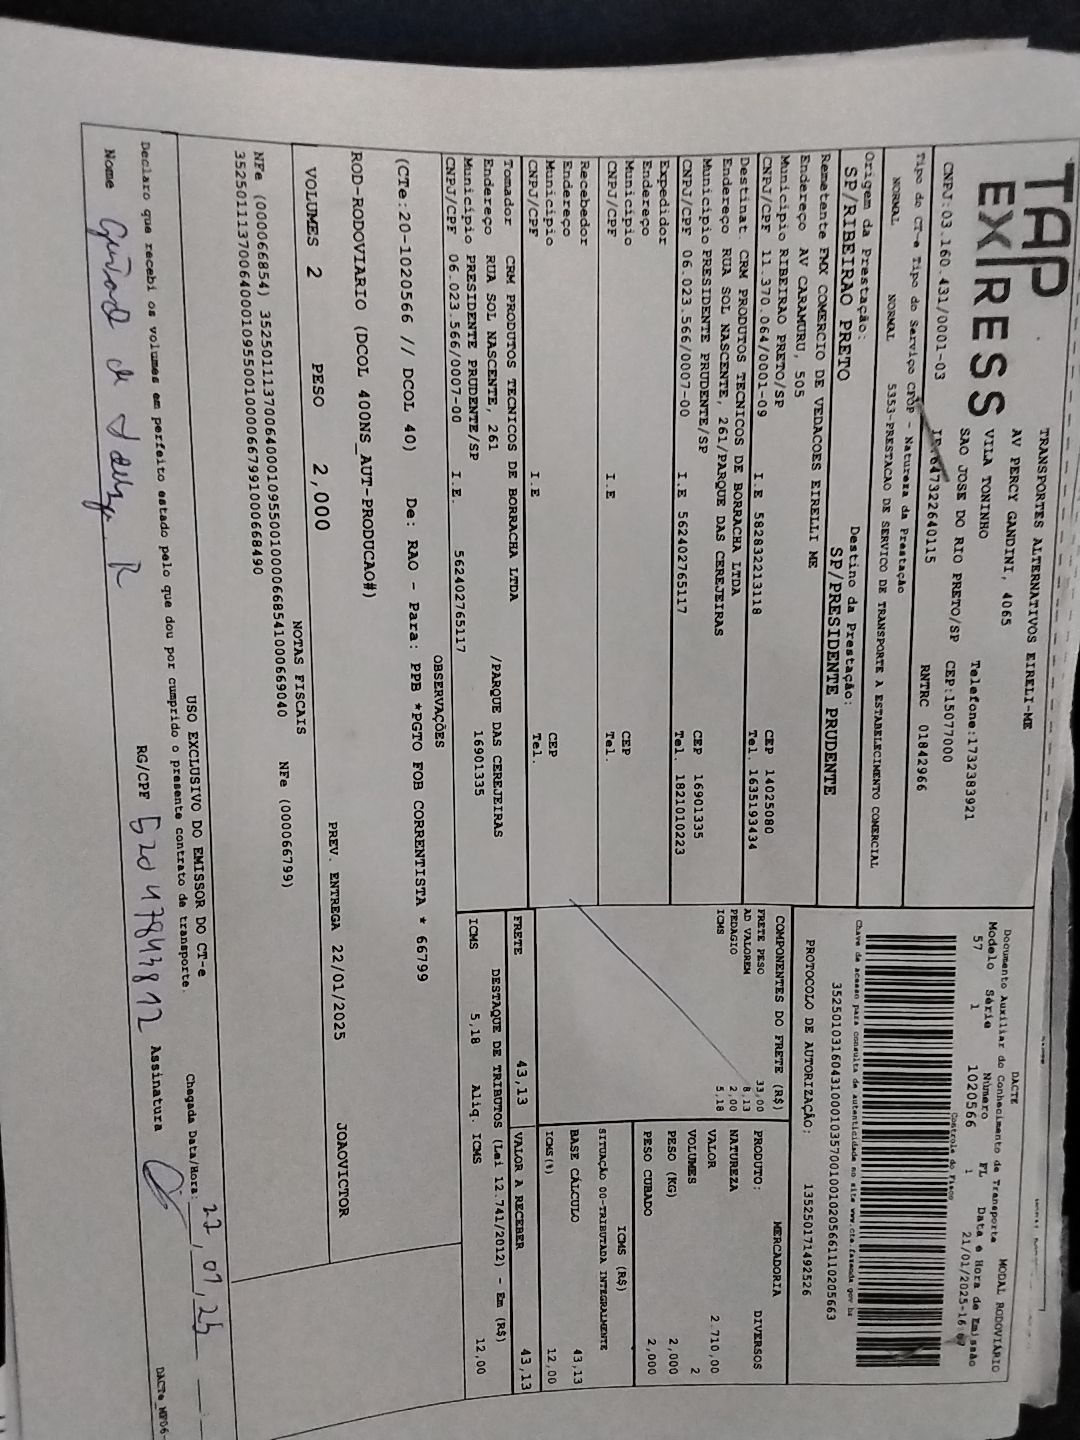 TAP EXPRESS
TRANSPORTES ALTERNATIVOS EIRELI-ME
AV PERCY GANDINI, 4065
VILA TONINHO Telefone:1732383921
SAO JOSE DO RIO PRETO/SP CEP:15077000
CNPJ:03.160.431/0001-03 647322640115 RNTRC 01842966
Tipo do CT-e Tipo do Serviço CFOP - Natureza da Prestação
NORMAL NORMAL 5353-PRESTACAO DE SERVICO DE TRANSPORTE A ESTABELECIMENTO COMERCIAL
Origem da Prestação: Destino da Prestação:
SP/RIBEIRAO PRETO SP/PRESIDENTE PRUDENTE
Remetente FMX COMERCIO DE VEDACOES EIRELLI ME
Endereço AV CARAMURU, 505
Município RIBEIRAO PRETO/SP CEP 14025080
CNPJ/CPF 11.370.064/0001-09 I.E 582832213118 Tel. 1635193434
Destinat. CRM PRODUTOS TECNICOS DE BORRACHA LTDA
Endereço RUA SOL NASCENTE, 261/PARQUE DAS CEREJEIRAS
Município PRESIDENTE PRUDENTE/SP CEP 16901335
CNPJ/CPF 06.023.566/0007-00 I.E 562402765117 Tel. 1821010223
Expedidor
Endereço
Município CEP
CNPJ/CPF I.E Tel.
Recebedor
Endereço
Município CEP
CNPJ/CPF I.E Tel.
Tomador CRM PRODUTOS TECNICOS DE BORRACHA LTDA
Endereço RUA SOL NASCENTE, 261 /PARQUE DAS CEREJEIRAS
Município PRESIDENTE PRUDENTE/SP 16901335
CNPJ/CPF 06.023.566/0007-00 I.E. 562402765117
DACTE MODAL RODOVIÁRIO
Documento Auxiliar do Conhecimento de Transporte
Modelo Série Número FL Data e Hora de Emissão
57 1 1020566 1 21/01/2025-16
Controle do Fisco
Chave de acesso para consulta de autenticidade no site www.cte.fazenda.gov.br
35250103160431000103570010010205661110205663
PROTOCOLO DE AUTORIZAÇÃO: 135250171492526
COMPONENTES DO FRETE (R$)
FRETE PESO 33,00
AD VALOREM 8,13
PEDAGIO 2,00
ICMS 5,18
MERCADORIA
PRODUTO: DIVERSOS
NATUREZA
VALOR 2.710,00
VOLUMES 2
PESO (KG) 2,000
PESO CUBADO 2,000
ICMS (R$)
SITUAÇÃO 00-TRIBUTADA INTEGRALMENTE
BASE CÁLCULO 43,13
ICMS(%) 12,00
FRETE 43,13 VALOR A RECEBER 43,13
DESTAQUE DE TRIBUTOS (Lei 12.741/2012) - Em (R$)
ICMS 5,18 Aliq. ICMS 12,00
OBSERVAÇÕES
(CTe:20-1020566 // DCOL 40) De: RAO - Para: PPB *PGTO FOB CORRENTISTA * 66799
ROD-RODOVIARIO (DCOL 400NS_AUT-PRODUCAO#)
VOLUMES 2 PESO 2,000 PREV. ENTREGA 22/01/2025 JOAOVICTOR
NOTAS FISCAIS
NFe (000066854) 35250111370064000109550010000668541000669040 NFe (000066799)
35250111370064000109550010000667991000668490
USO EXCLUSIVO DO EMISSOR DO CT-e
Declaro que recebi os volumes em perfeito estado pelo que dou por cumprido o presente contrato de transporte.
Chegada Data/Hora: 22,01,25
Nome RG/CPF Assinatura